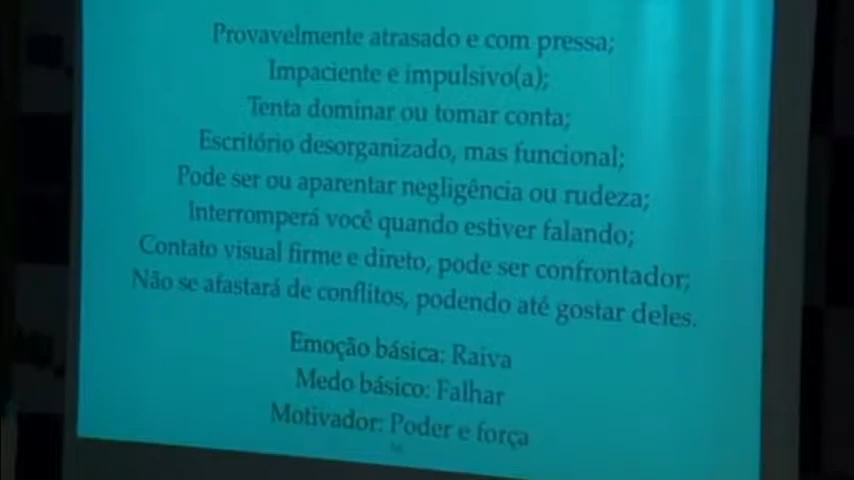 Provavelmente atrasado e com pressa;
Impaciente e impulsivo(a);
Tenta dominar ou tomar conta;
Escritório desorganizado, mas funcional;
Pode ser ou aparentar negligência ou rudeza;
Interromperá você quando estiver falando;
Contato visual firme e direto, pode ser confrontador;
Não se afastará de conflitos, podendo até gostar deles.
Emoção básica: Raiva
Medo básico: Falhar
Motivador: Poder e força